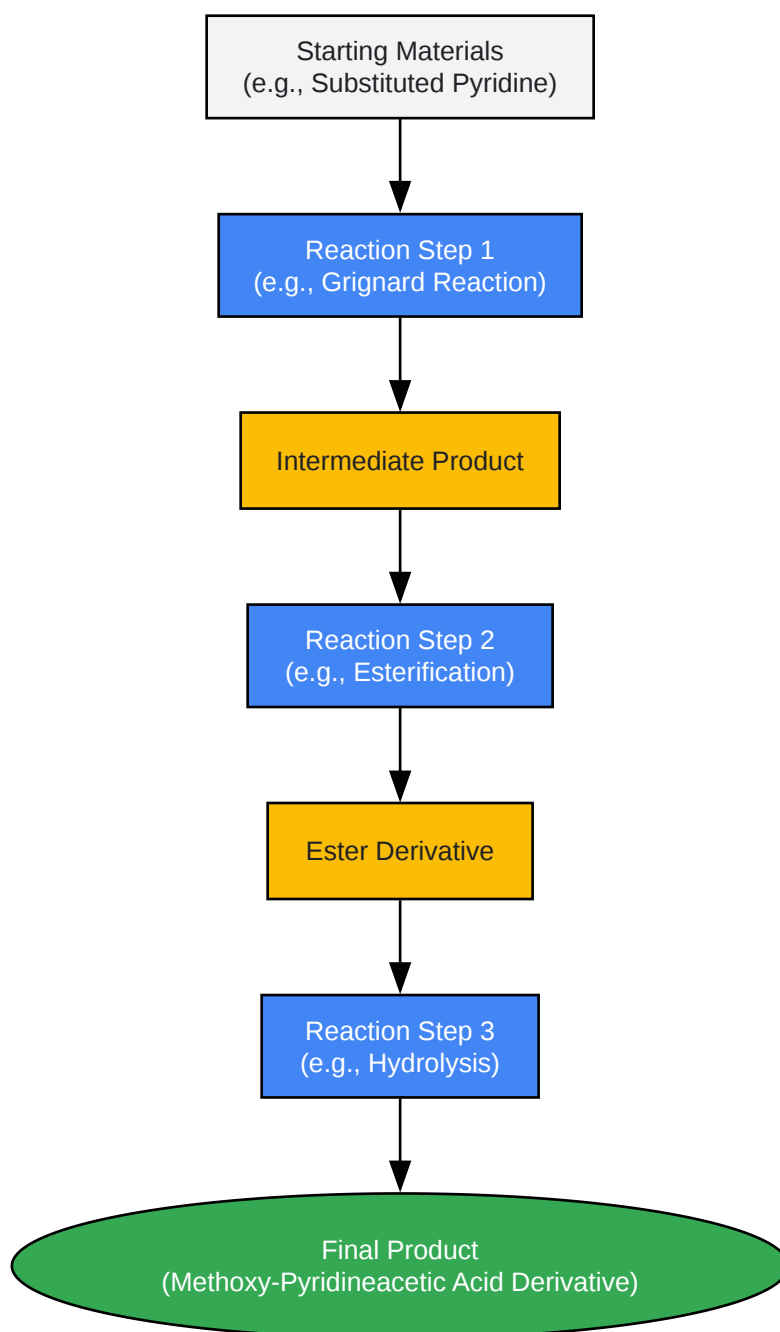 Starting Materials
(e.g., Substituted Pyridine)
Reaction Step 1
(e.g., Grignard Reaction)
Intermediate Product
Reaction Step 2
(e.g., Esterification)
Ester Derivative
Reaction Step 3
(e.g., Hydrolysis)
Final Product
(Methoxy-Pyridineacetic Acid Derivative)